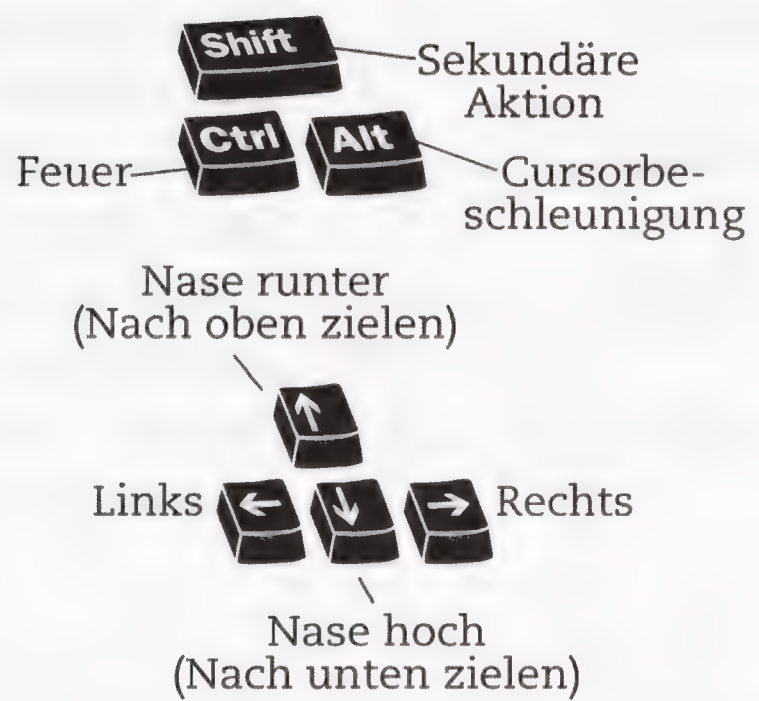 Shift
Sekundäre
Aktion
Ctrl
Alt
Feuer
Cursorbe-
schleunigung
Nase runter
(Nach oben zielen)
↑
Links
←
↓
→
Rechts
Nase hoch
(Nach unten zielen)